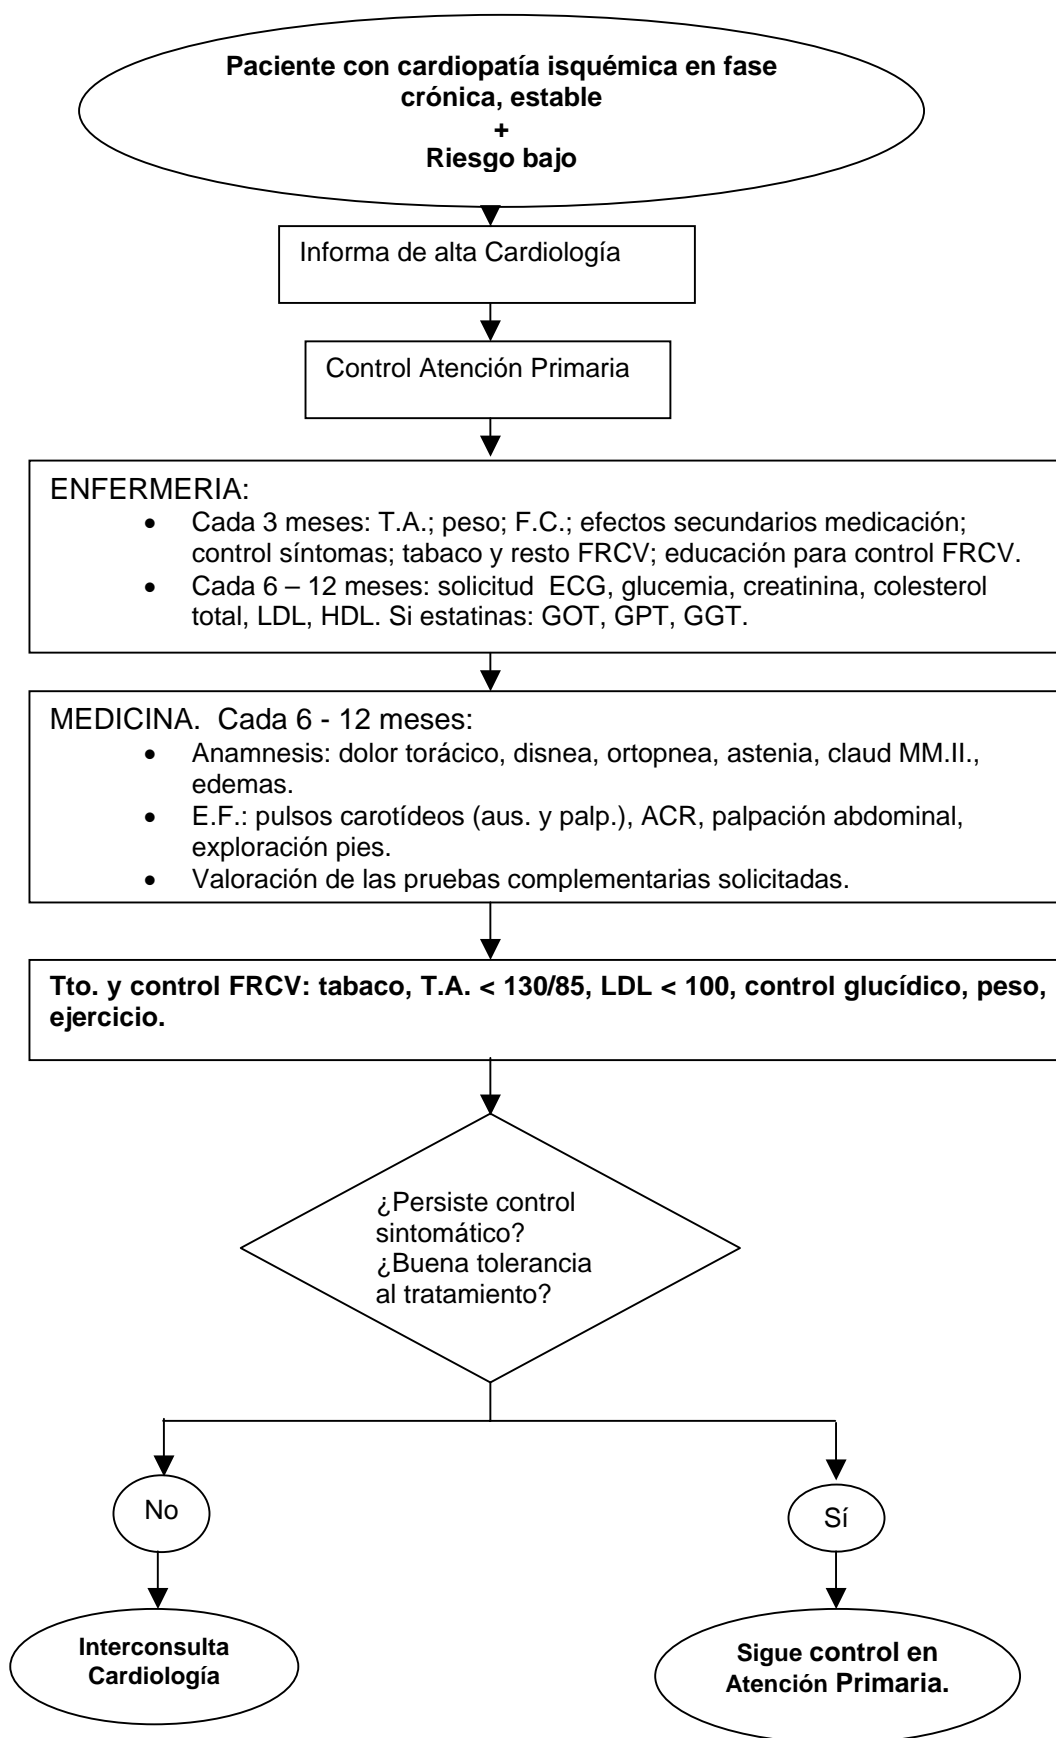 Paciente con cardiopatía isquémica en fase
crónica, estable
+
Riesgo bajo
Informa de alta Cardiología
Control Atención Primaria
ENFERMERIA:
• Cada 3 meses: T.A.; peso; F.C.; efectos secundarios medicación;
control síntomas; tabaco y resto FRCV; educación para control FRCV.
• Cada 6 – 12 meses: solicitud ECG, glucemia, creatinina, colesterol
total, LDL, HDL. Si estatinas: GOT, GPT, GGT.
MEDICINA. Cada 6 - 12 meses:
• Anamnesis: dolor torácico, disnea, ortopnea, astenia, claud MM.II.,
edemas.
• E.F.: pulsos carotídeos (aus. y palp.), ACR, palpación abdominal,
exploración pies.
• Valoración de las pruebas complementarias solicitadas.
Tto. y control FRCV: tabaco, T.A. < 130/85, LDL < 100, control glucídico, peso,
ejercicio.
¿Persiste control
sintomático?
¿Buena tolerancia
al tratamiento?
No
Sí
Interconsulta
Cardiología
Sigue control en
Atención Primaria.